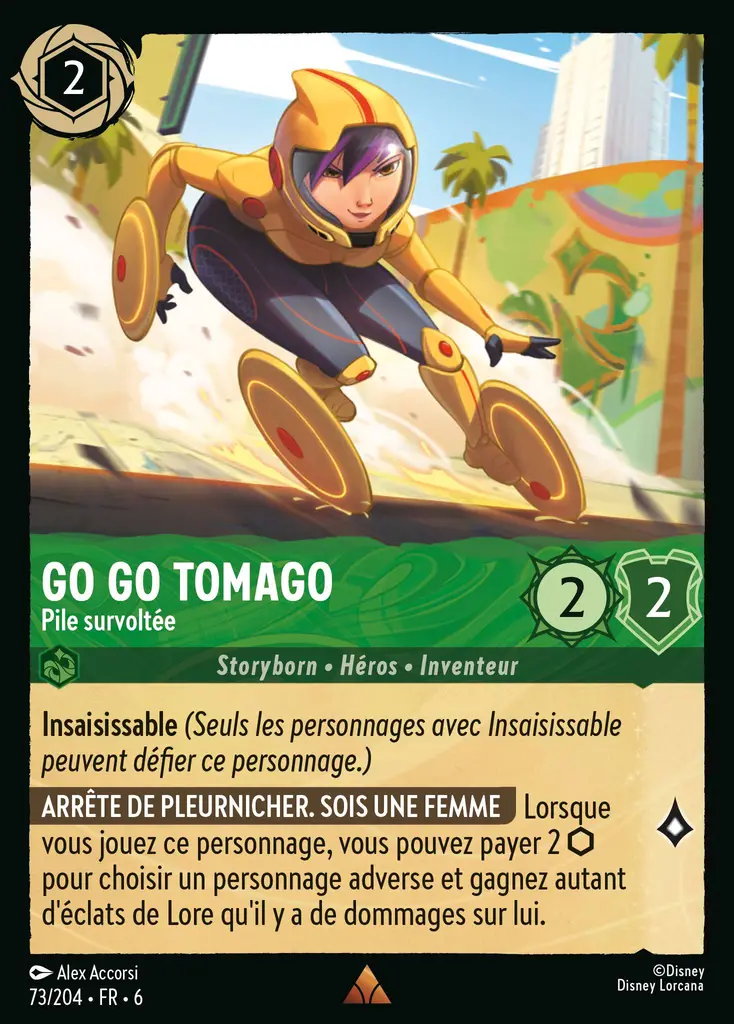 2
GO GO TOMAGO
Pile survoltée
2
2
Storyborn • Héros • Inventeur
Insaisissable (Seuls les personnages avec Insaisissable
peuvent défier ce personnage.)
ARRÊTE DE PLEURNICHER. SOIS UNE FEMME Lorsque
vous jouez ce personnage, vous pouvez payer 2 ⬡
pour choisir un personnage adverse et gagnez autant
d'éclats de Lore qu'il y a de dommages sur lui.
Alex Accorsi
©Disney
73/204 • FR • 6
Disney Lorcana